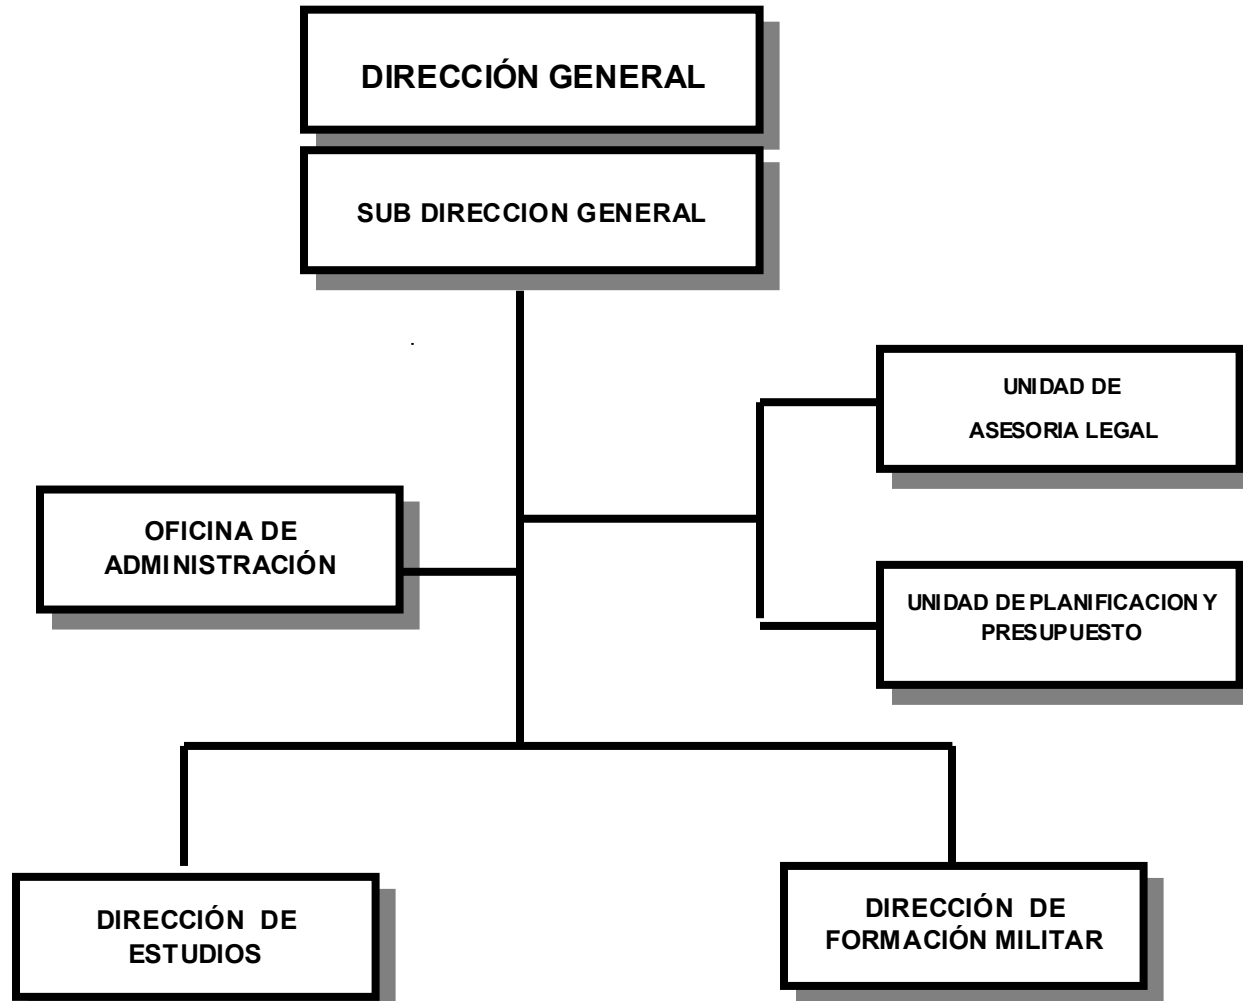 DIRECCIÓN GENERAL
SUB DIRECCION GENERAL
UNIDAD DE
ASESORIA LEGAL
OFICINA DE
ADMINISTRACIÓN
UNIDAD DE PLANIFICACION Y
PRESUPUESTO
DIRECCIÓN DE
ESTUDIOS
DIRECCIÓN DE
FORMACIÓN MILITAR